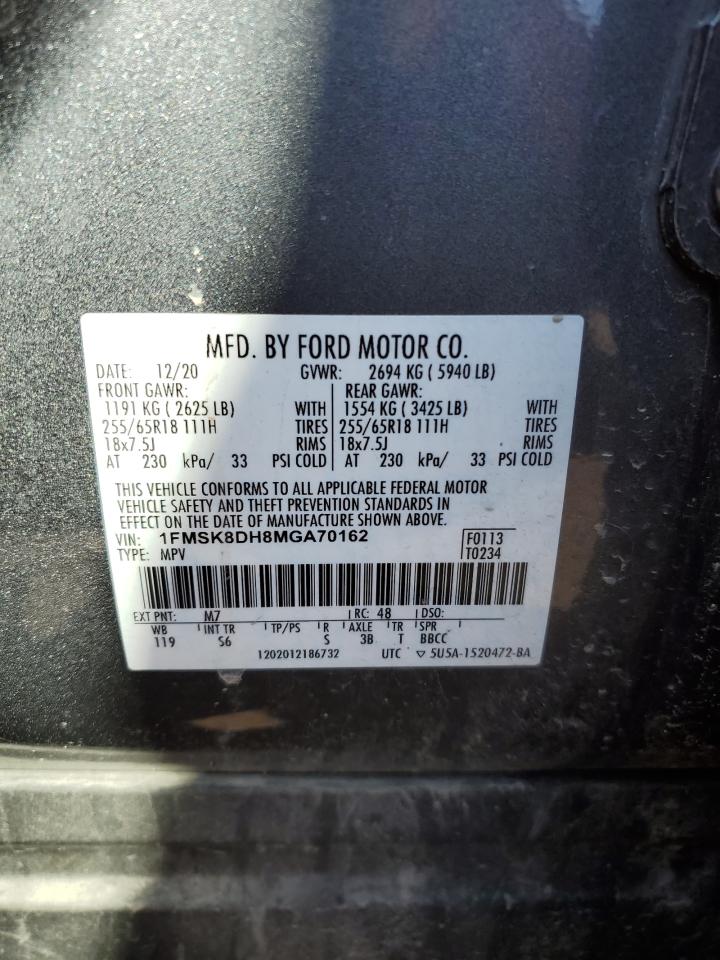 MFD. BY FORD MOTOR CO.
DATE: 12/20 GVWR: 2694 KG ( 5940 LB)
FRONT GAWR: REAR GAWR:
1191 KG ( 2625 LB) WITH 1554 KG ( 3425 LB) WITH
255/65R18 111H TIRES 255/65R18 111H TIRES
18x7.5J RIMS 18x7.5J RIMS
AT 230 kPa/ 33 PSI COLD AT 230 kPa/ 33 PSI COLD
THIS VEHICLE CONFORMS TO ALL APPLICABLE FEDERAL MOTOR
VEHICLE SAFETY AND THEFT PREVENTION STANDARDS IN
EFFECT ON THE DATE OF MANUFACTURE SHOWN ABOVE.
VIN: 1FMSK8DH8MGA70162 F0113
TYPE: MPV T0234
EXT PNT: M7 RC: 48 DSO:
WB INT TR TP/PS R AXLE TR SPR
119 S6 S 3B T BBCC
1202012186732 UTC ▽ 5U5A-1520472-BA